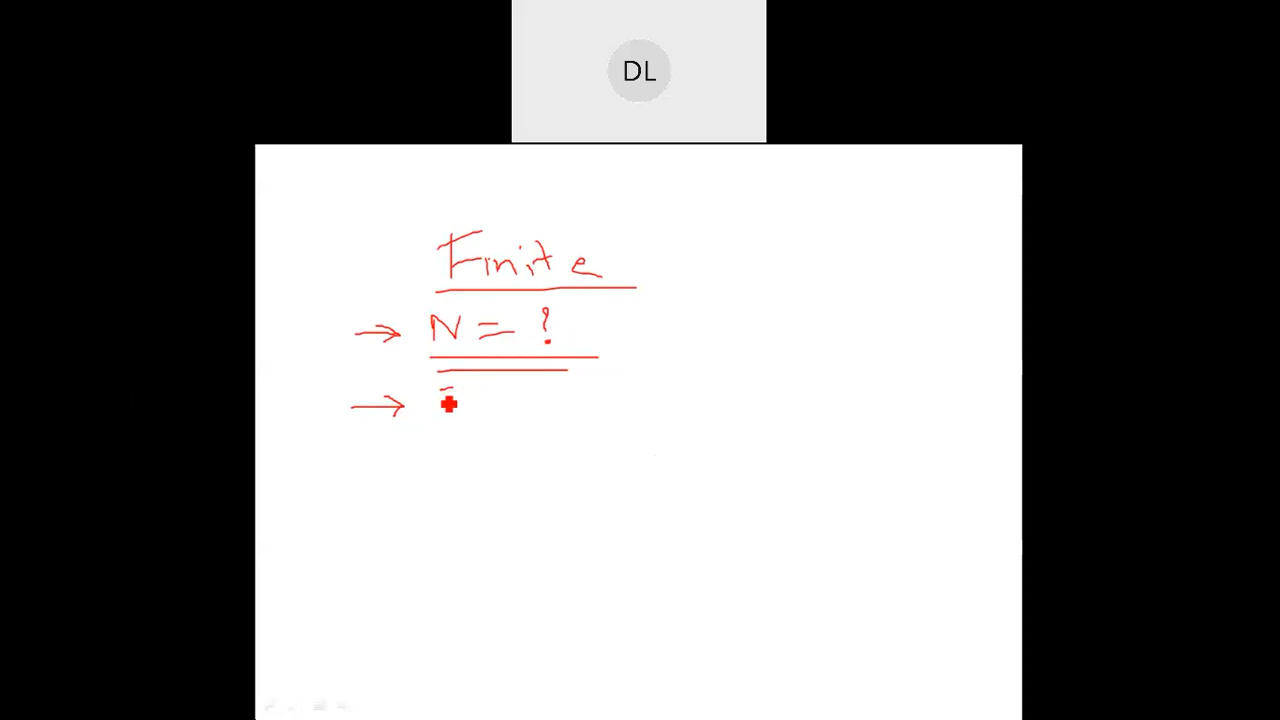 DL
Finite
→ N = ?
→